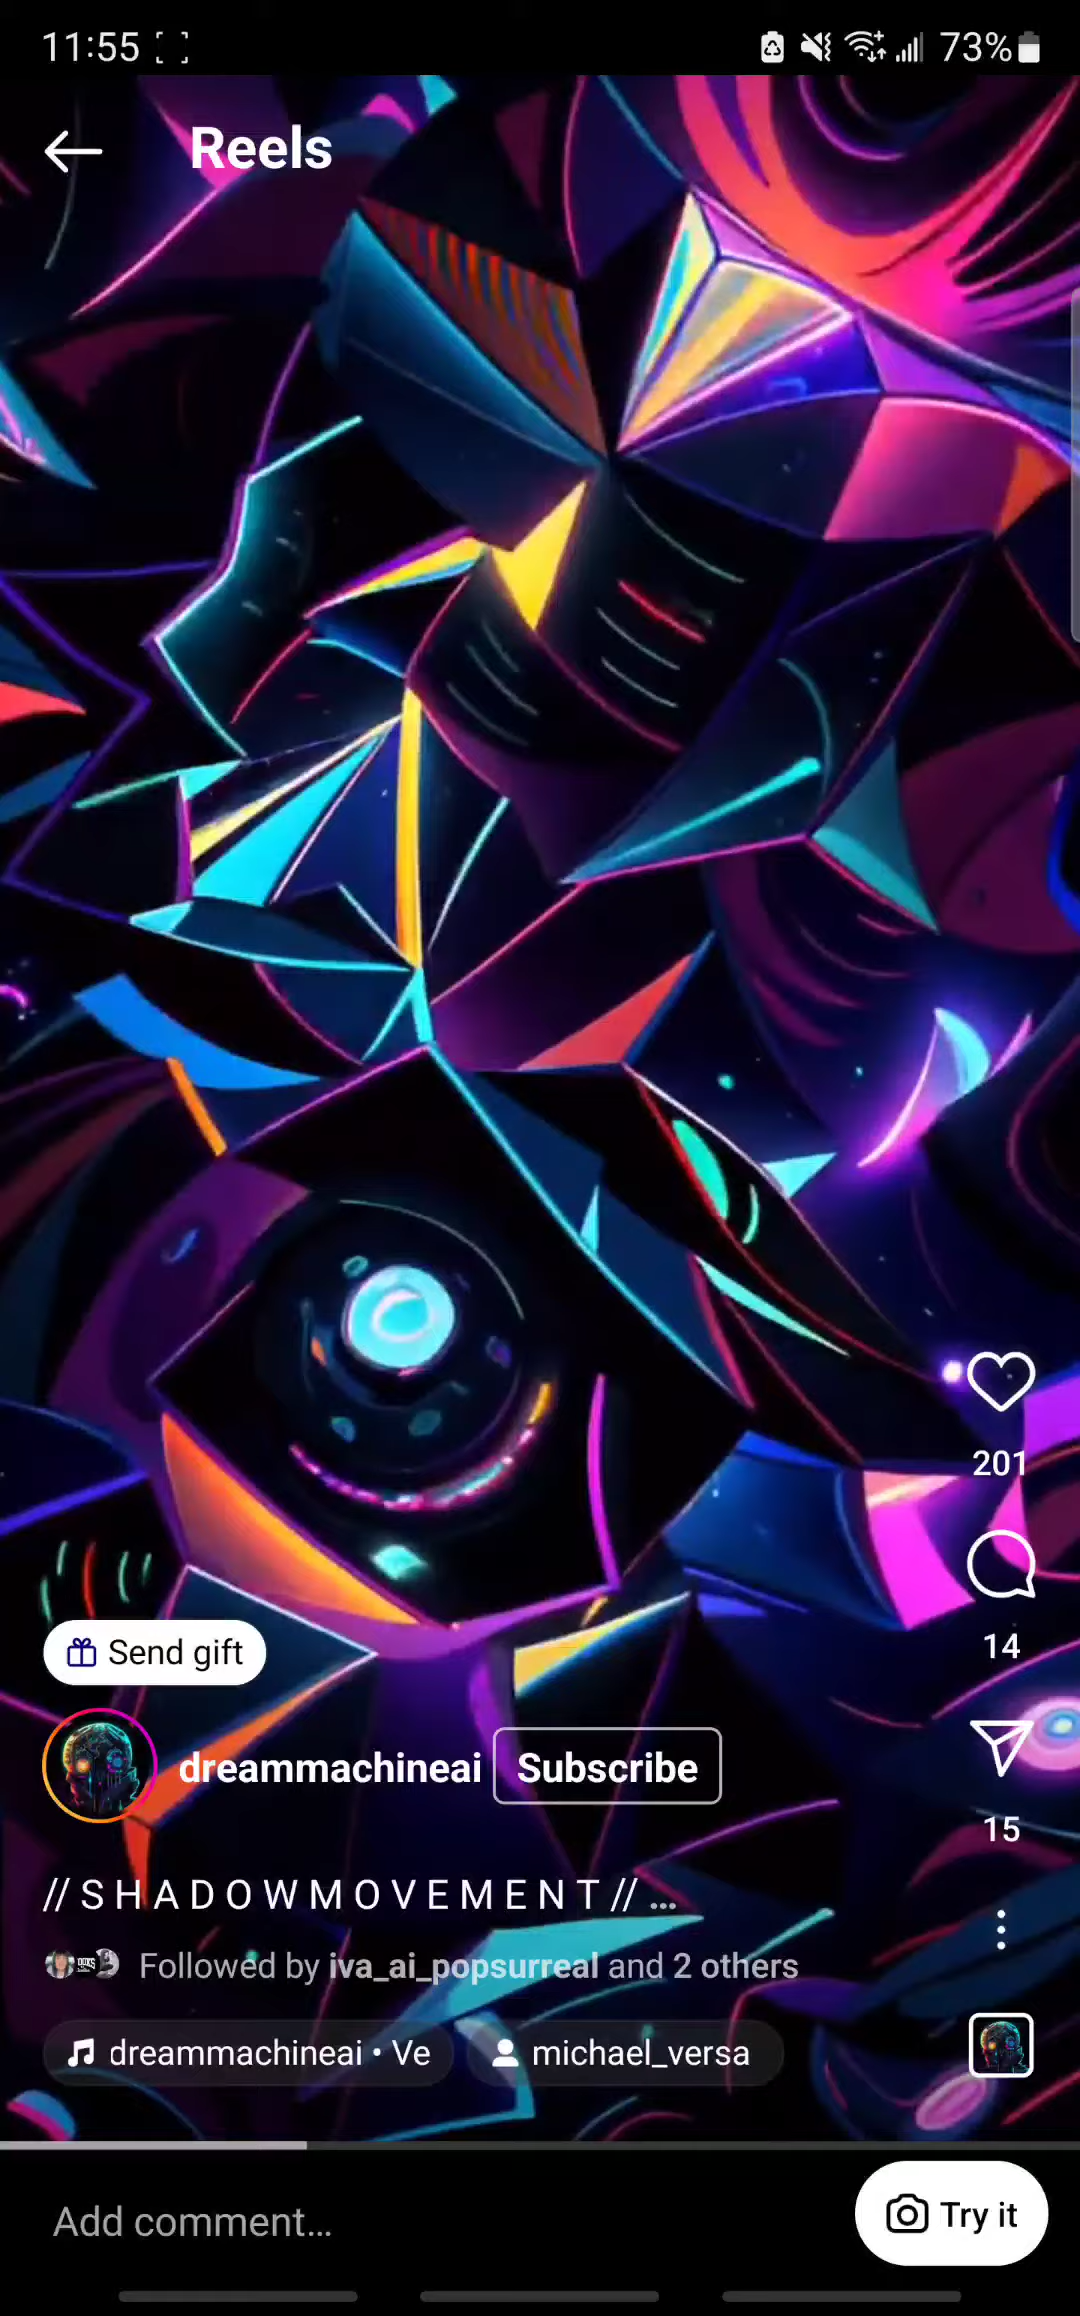 11:55
73%
Reels
201
14
Send gift
dreammachineai Subscribe
15
// S H A D O W M O V E M E N T // ...
Followed by iva_ai_popsurreal and 2 others
dreammachineai • Ve
michael_versa
Add comment...
Try it